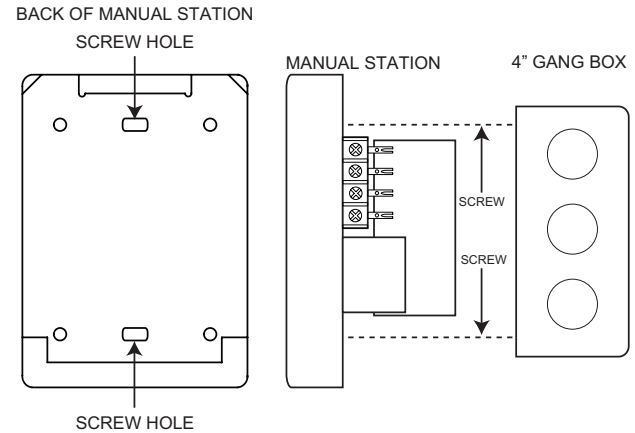 BACK OF MANUAL STATION
SCREW HOLE
MANUAL STATION
4” GANG BOX
SCREW
SCREW
SCREW HOLE